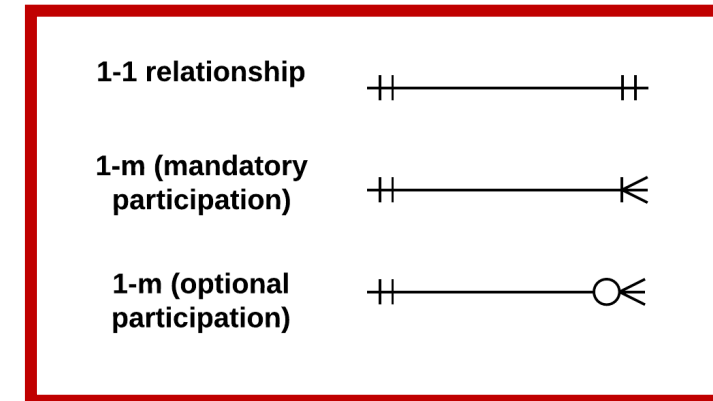 1-1 relationship
1-m (mandatory
participation)
1-m (optional
participation)